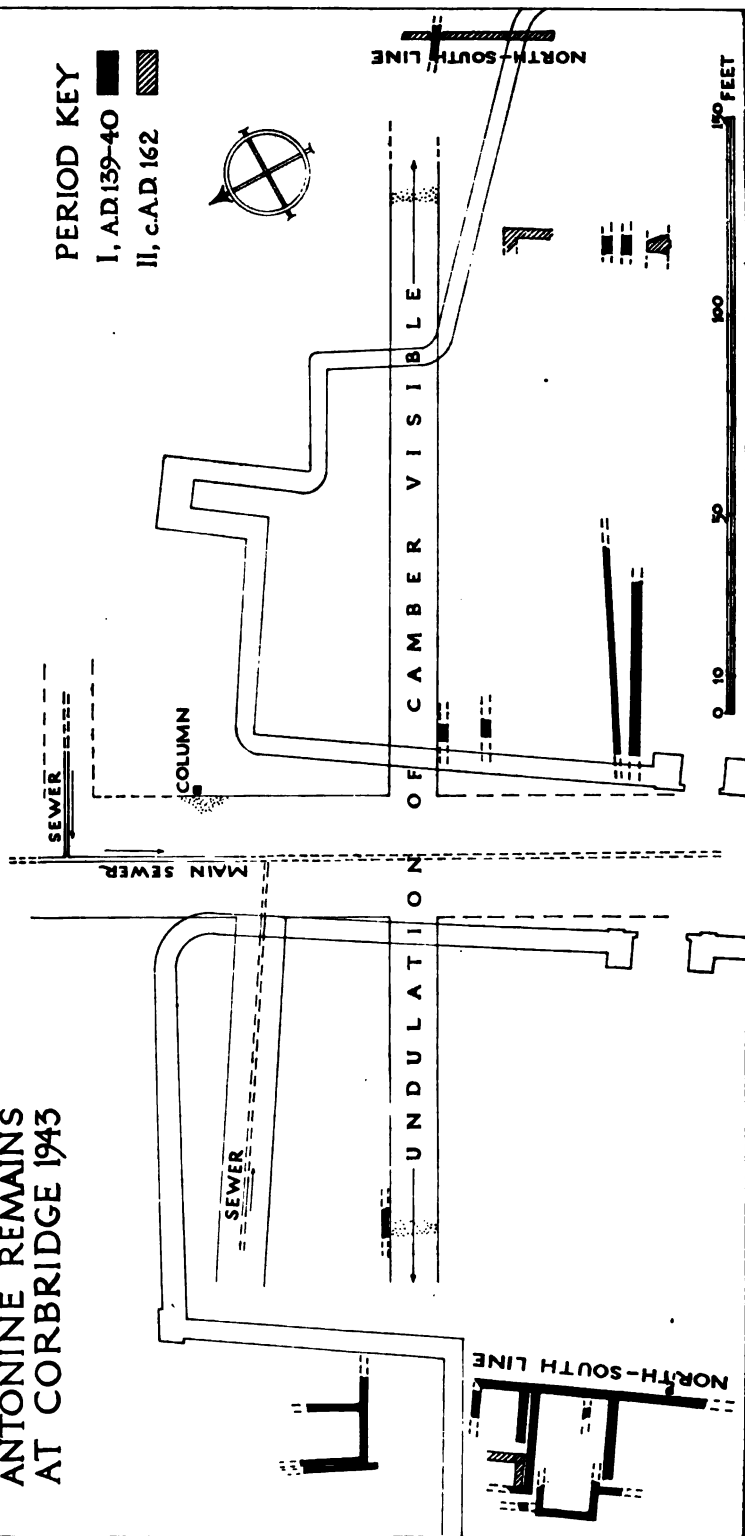 ANTONINE REMAINS
AT CORBRIDGE 1943
PERIOD KEY
I, A.D. 139-40
II, c.A.D. 162
SEWER
MAIN SEWER
COLUMN
SEWER
UNDULATION OF CAMBER VISIBLE
NORTH-SOUTH LINE
NORTH-SOUTH LINE
0 10 50 100 150 FEET